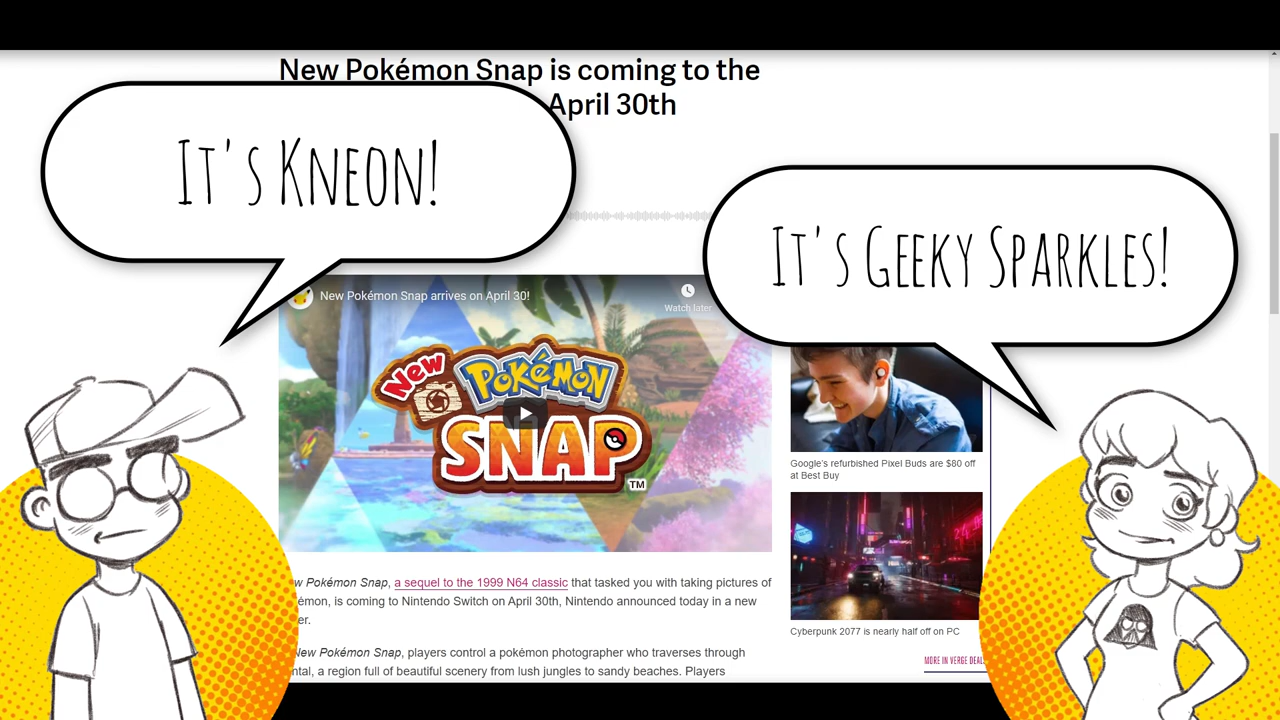 New Pokémon Snap is coming to the
April 30th
It's Kneon!
It's Geeky Sparkles!
New Pokémon Snap arrives on April 30!
Watch later
New
Pokémon
SNAP
TM
Google's refurbished Pixel Buds are $80 off
at Best Buy
Cyberpunk 2077 is nearly half off on PC
MORE IN VERGE DEALS
Pokémon Snap, a sequel to the 1999 N64 classic that tasked you with taking pictures of
is coming to Nintendo Switch on April 30th, Nintendo announced today in a new
New Pokémon Snap, players control a pokémon photographer who traverses through
a region full of beautiful scenery from lush jungles to sandy beaches. Players